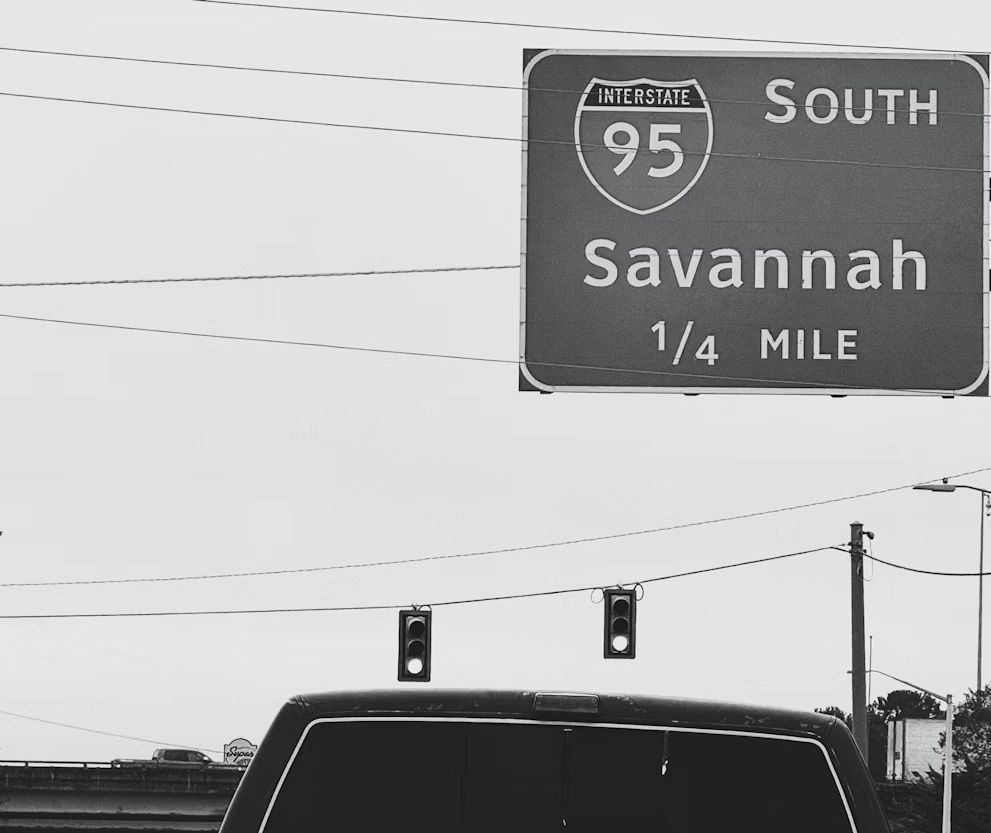 INTERSTATE
95
SOUTH
Savannah
1/4 MILE